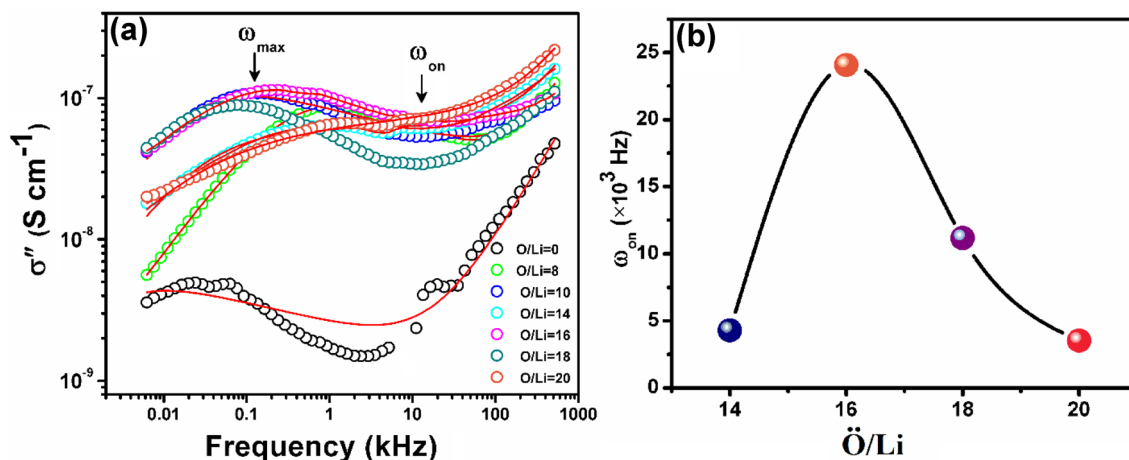 (a)
ω_max
ω_on
10⁻⁷
10⁻⁸
10⁻⁹
σ″ (S cm⁻¹)
O/Li=0
O/Li=8
O/Li=10
O/Li=14
O/Li=16
O/Li=18
O/Li=20
0.01 0.1 1 10 100 1000
Frequency (kHz)
(b)
25
20
15
10
5
0
ω_on (×10³ Hz)
14 16 18 20
Ö/Li